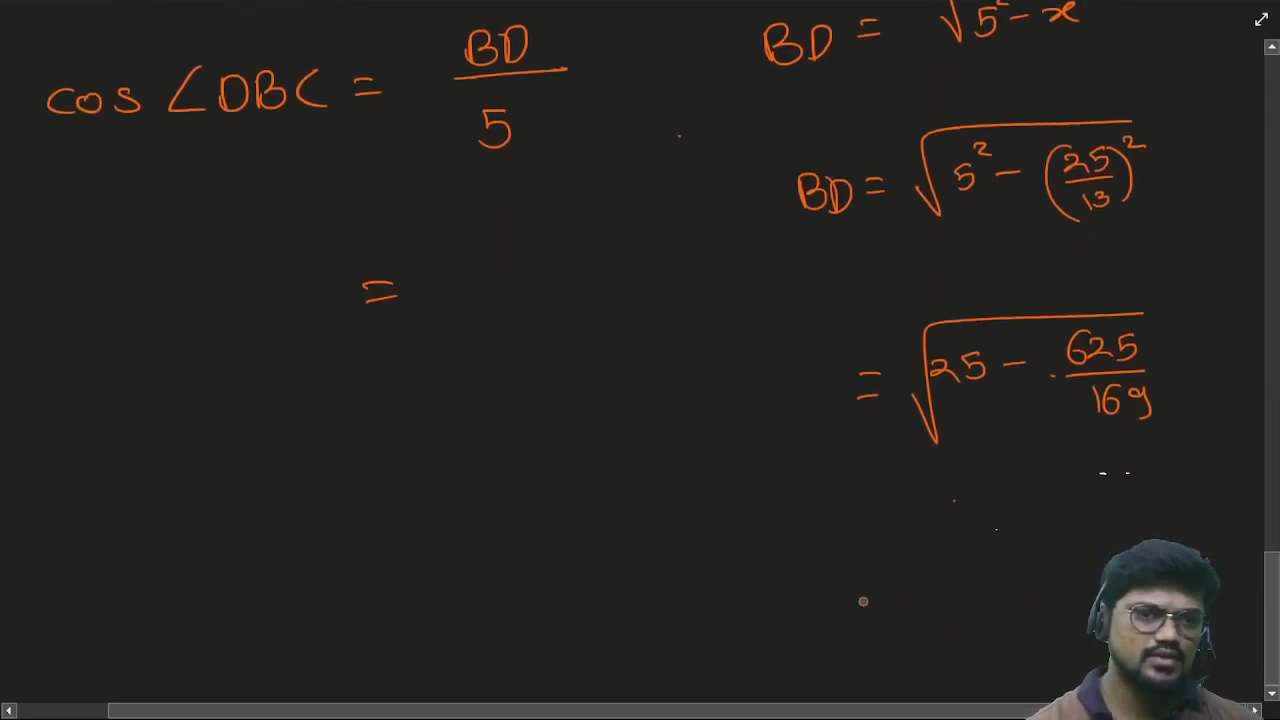 BD = √5² - x
cos ∠DBC = BD/5
BD = √5² - (25/13)²
=
= √25 - 625/169